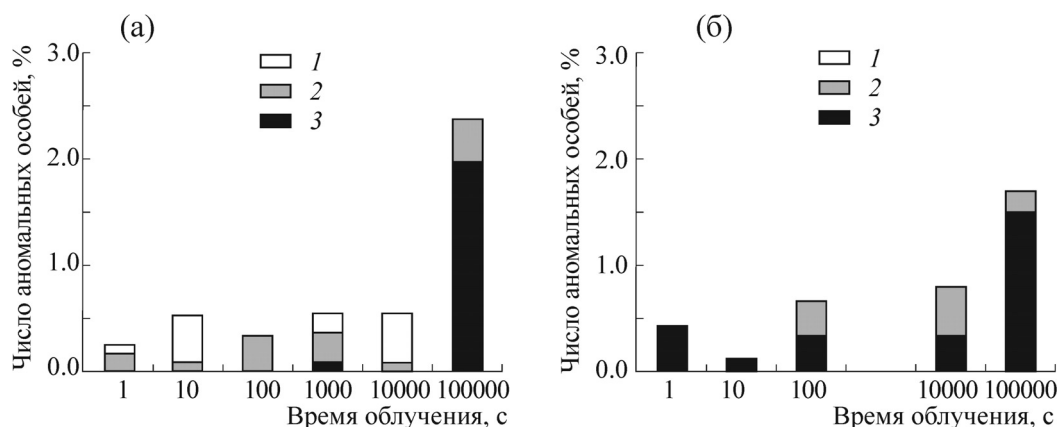 (а)
Число аномальных особей, %
3.0
2.0
1.0
0.0
1
2
3
1 10 100 1000 10000 100000
Время облучения, с
(б)
Число аномальных особей, %
3.0
2.0
1.0
0.0
1
2
3
1 10 100 10000 100000
Время облучения, с